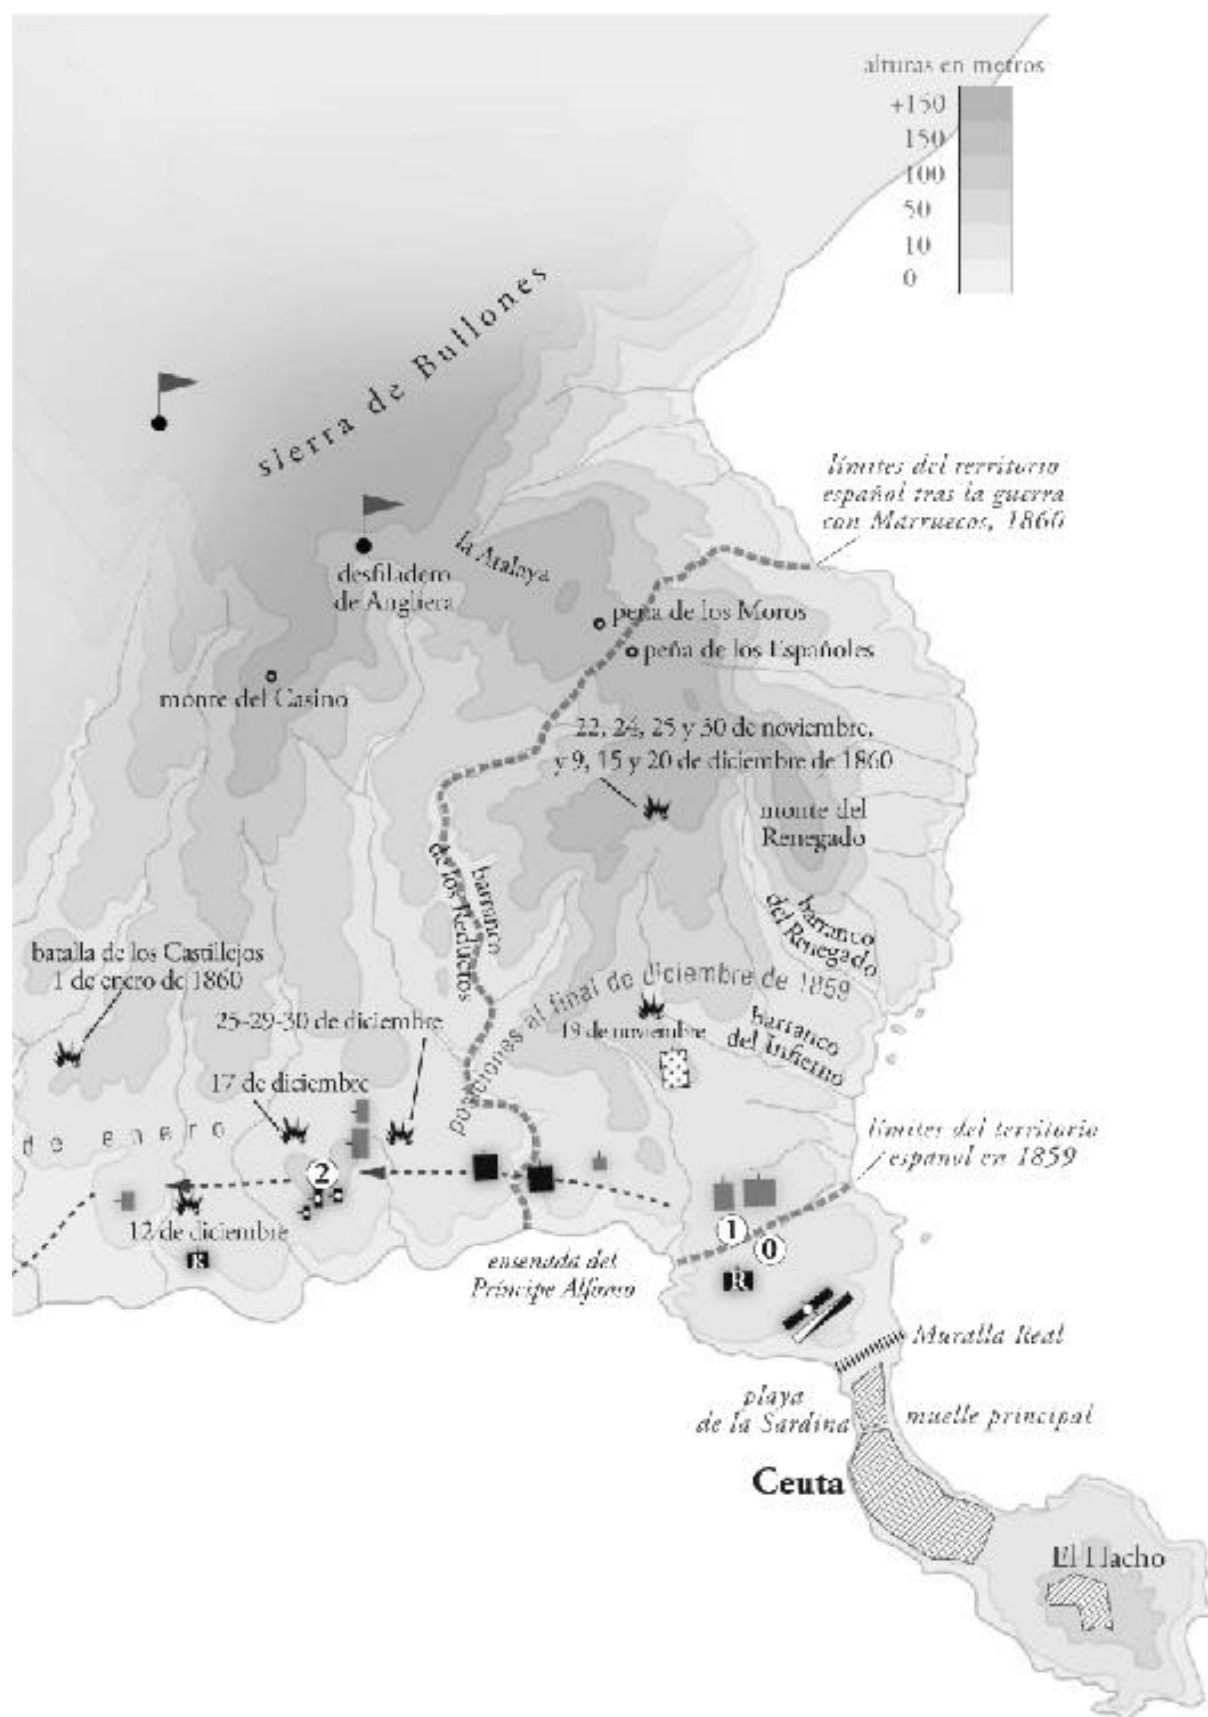 alturas en metros
+150
150
100
50
10
0
sierra de Bullones
límites del territorio
español tras la guerra
con Marruecos, 1860
la Atalaya
desfiladero
de Anghera
peña de los Moros
peña de los Españoles
monte del Casino
22, 24, 25 y 30 de noviembre,
y 9, 15 y 20 de diciembre de 1860
monte del
Renegado
barranco
de los Reductos
barranco
del Renegado
batalla de los Castillejos
1 de enero de 1860
posiciones al final de diciembre de 1859
25-29-30 de diciembre
19 de noviembre
barranco
del Infierno
17 de diciembre
de enero
límites del territorio
español en 1859
2
12 de diciembre
R
1
0
R
ensenada del
Príncipe Alfonso
Muralla Real
playa
de la Sardina
muelle principal
Ceuta
El Hacho